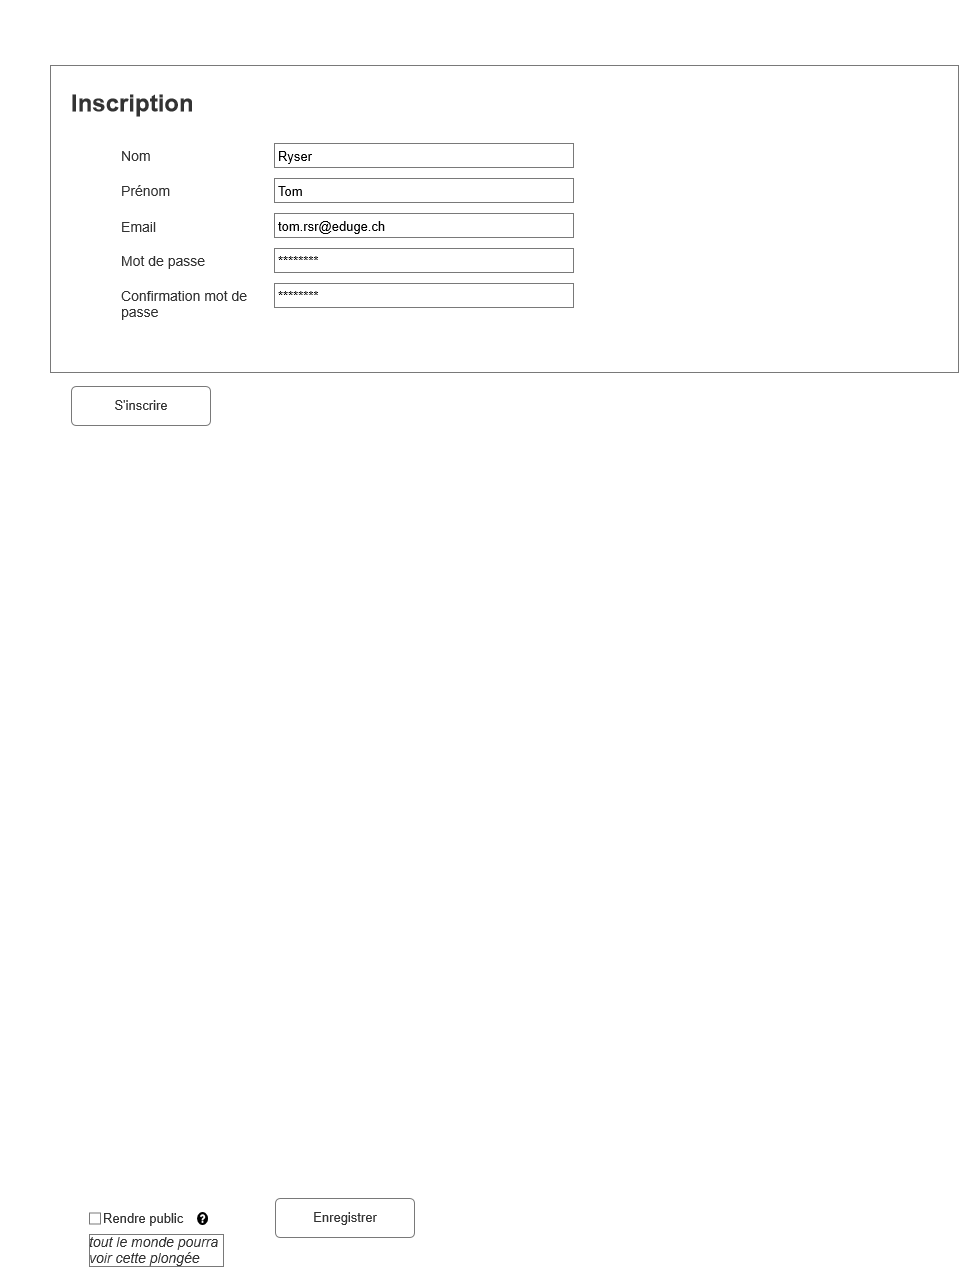 Inscription
Nom
Ryser
Prénom
Tom
Email
tom.rsr@eduge.ch
Mot de passe
********
Confirmation mot de
passe
********
S'inscrire
Rendre public ?
Enregistrer
tout le monde pourra
voir cette plongée